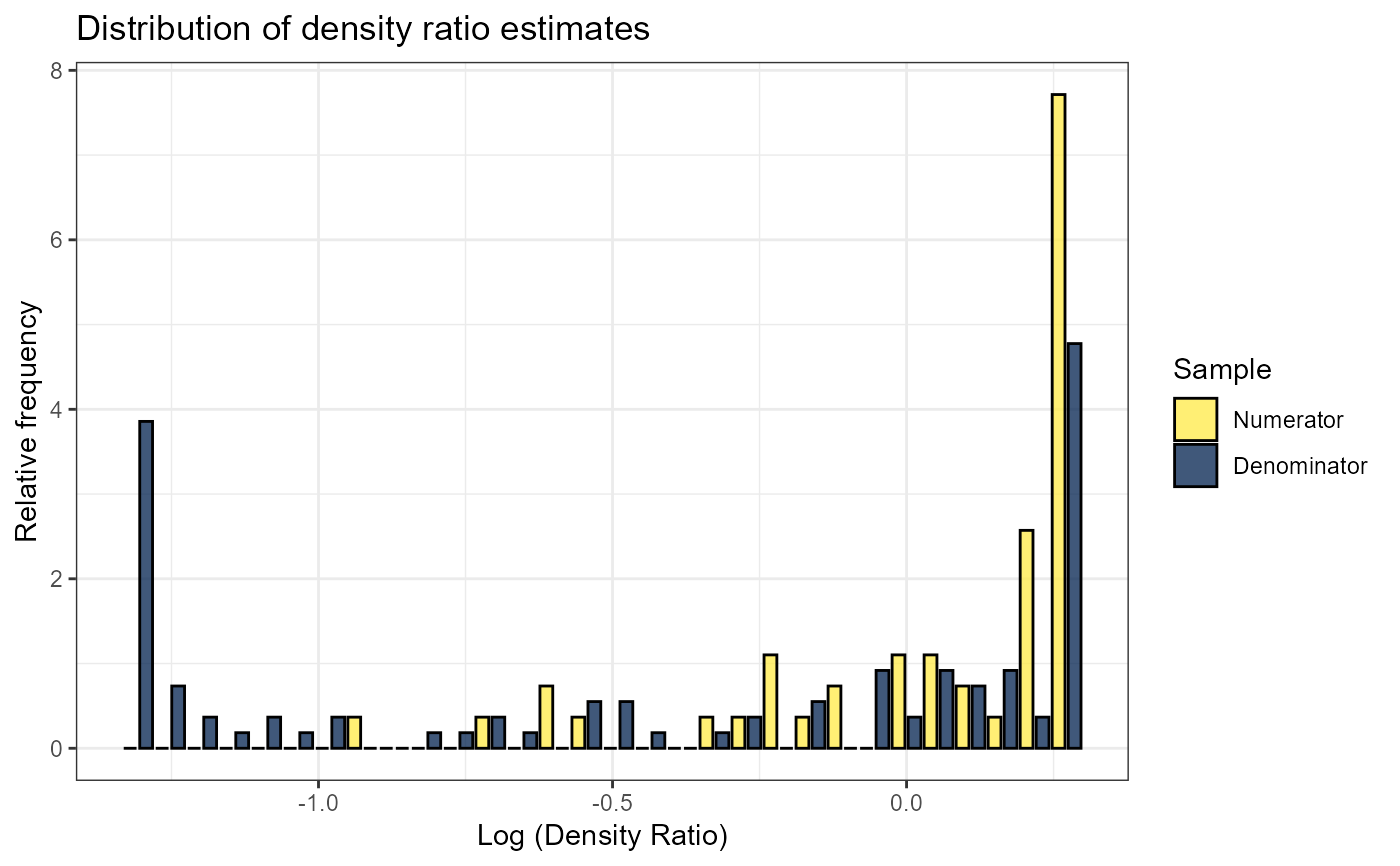 Distribution of density ratio estimates
8
6
4
2
0
Relative frequency
-1.0
-0.5
0.0
Log (Density Ratio)
Sample
Numerator
Denominator